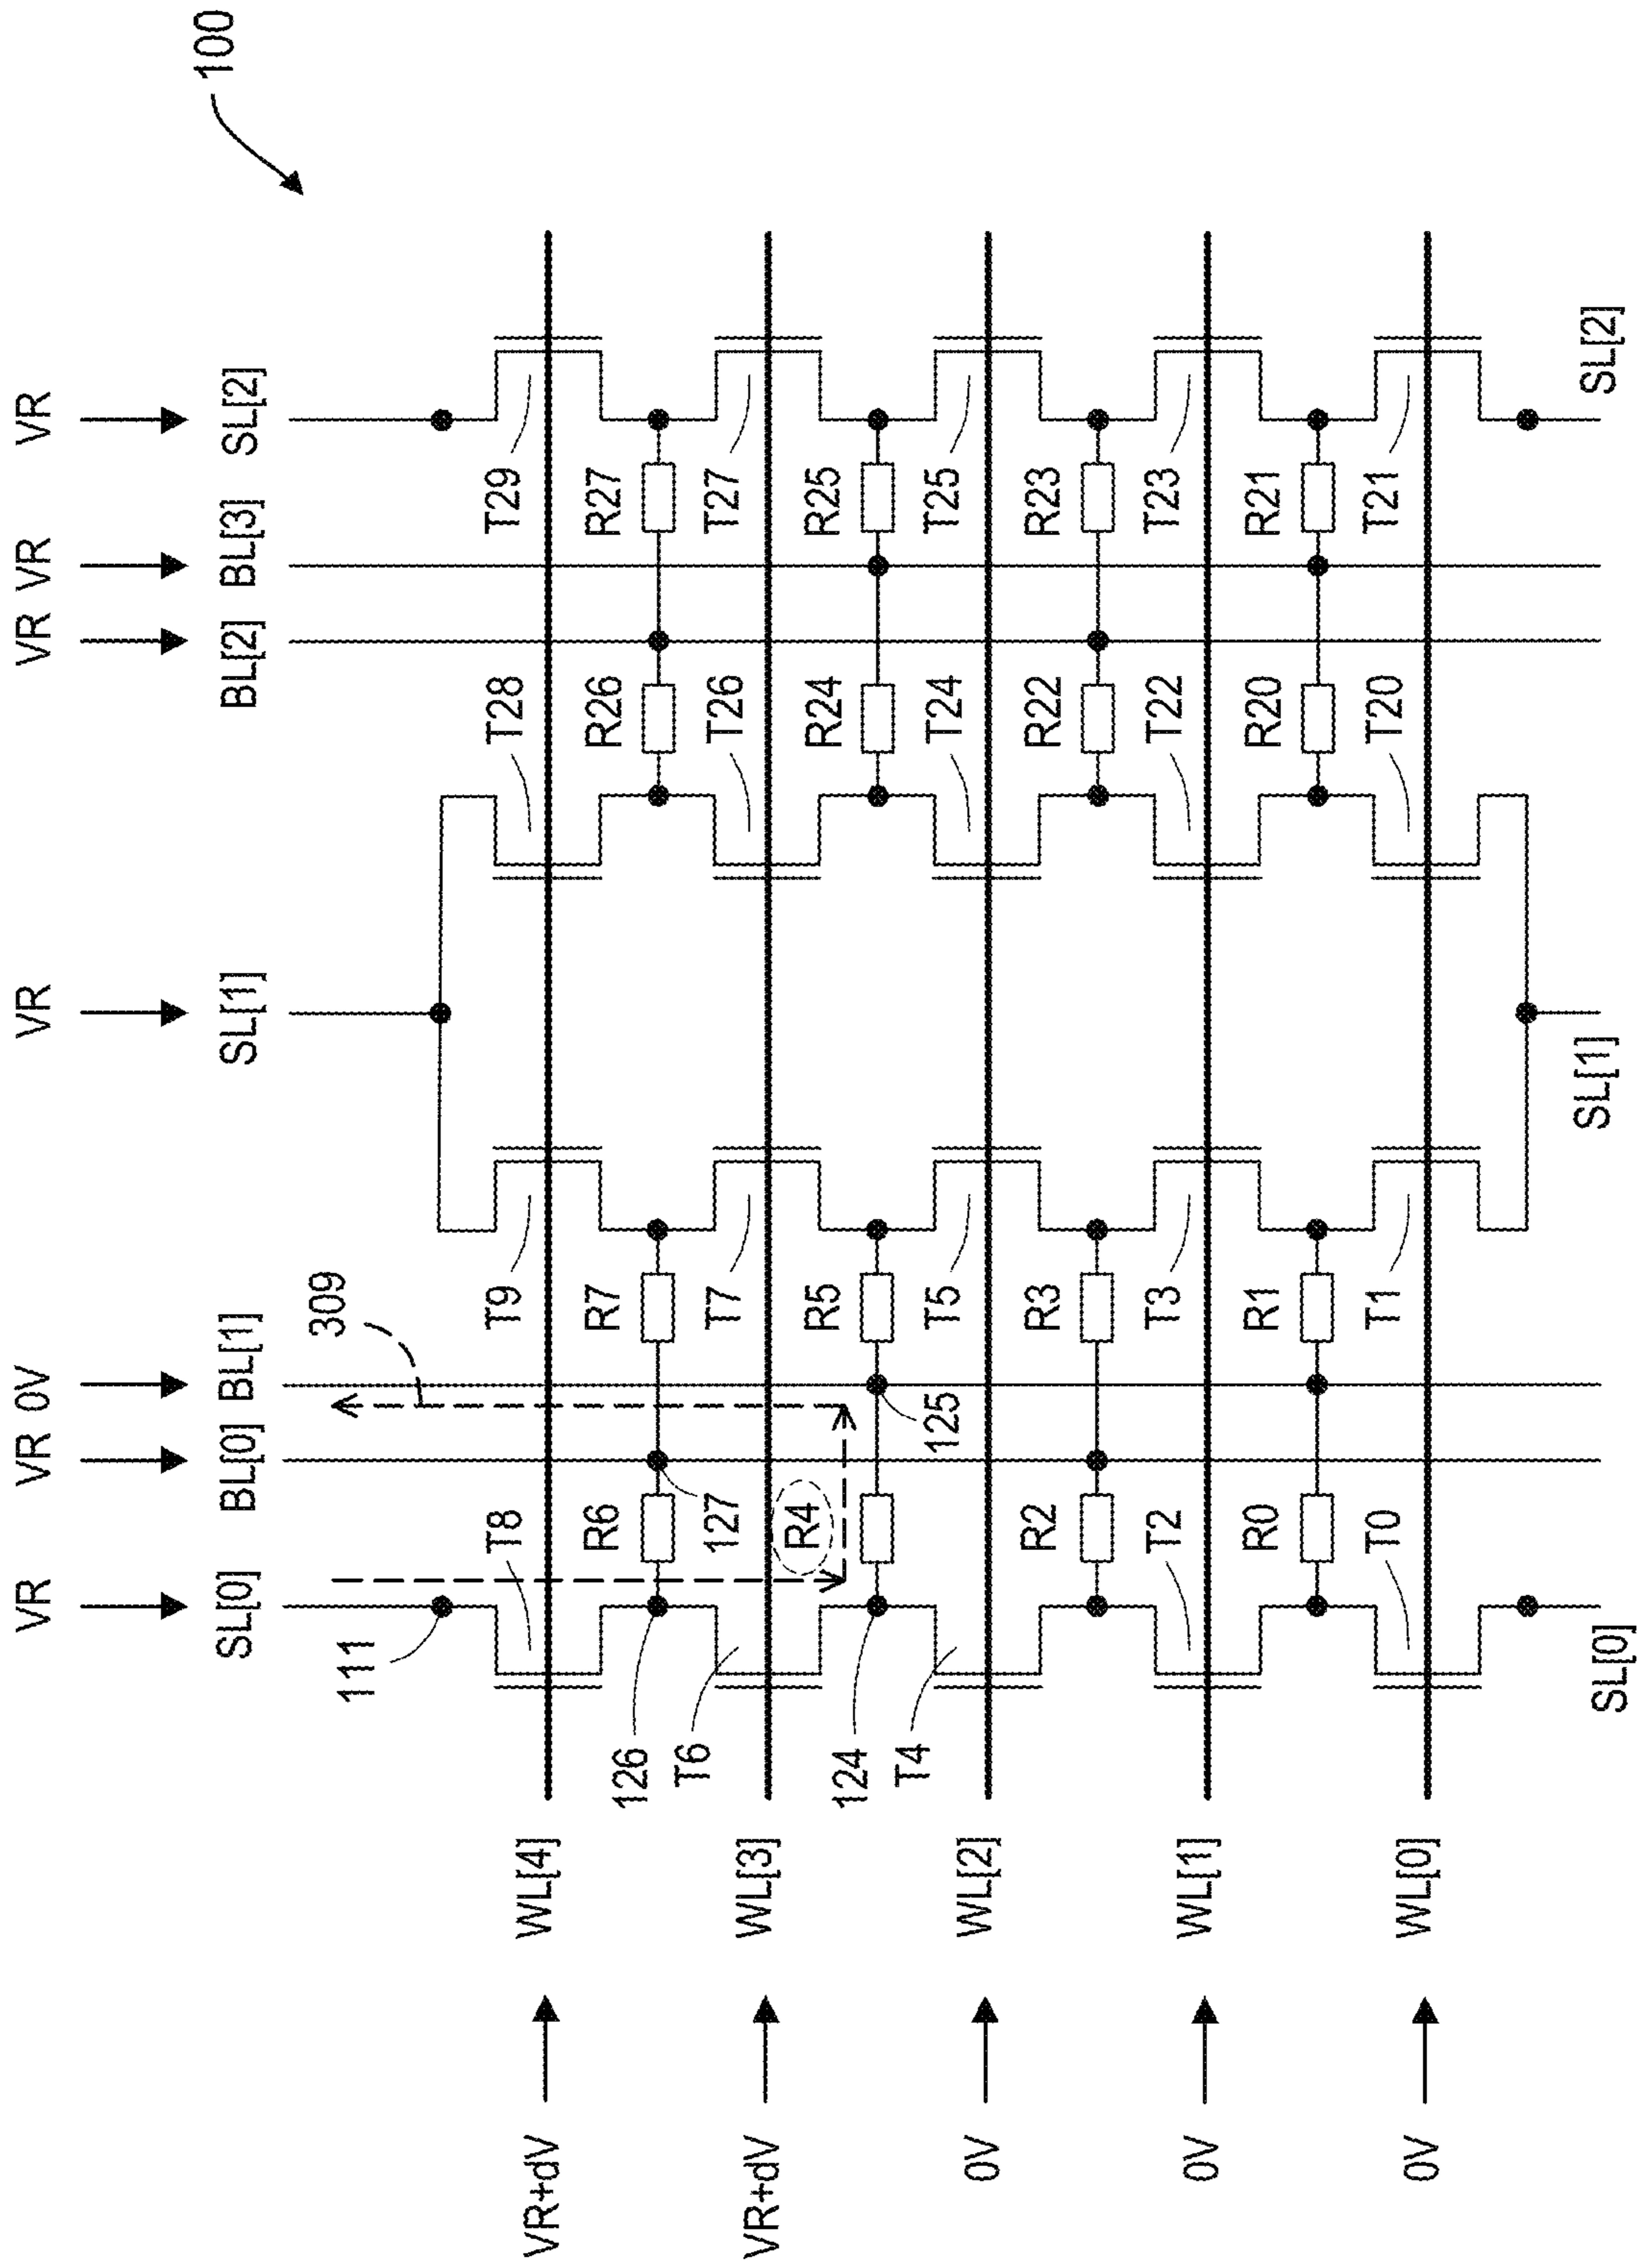 100
VR VR 0V VR VR VR VR
SL[0] BL[0] BL[1] SL[1] BL[2] BL[3] SL[2]
111 309
T8 T9 T28 T29
VR+dV WL[4]
126 R6 R7 R26 R27
127
T6 T7 T26 T27
VR+dV WL[3]
R4 R5 R24 R25
124 125
T4 T5 T24 T25
0V WL[2]
R2 R3 R22 R23
T2 T3 T22 T23
0V WL[1]
R0 R1 R20 R21
T0 T1 T20 T21
0V WL[0]
SL[0] SL[1] SL[2]